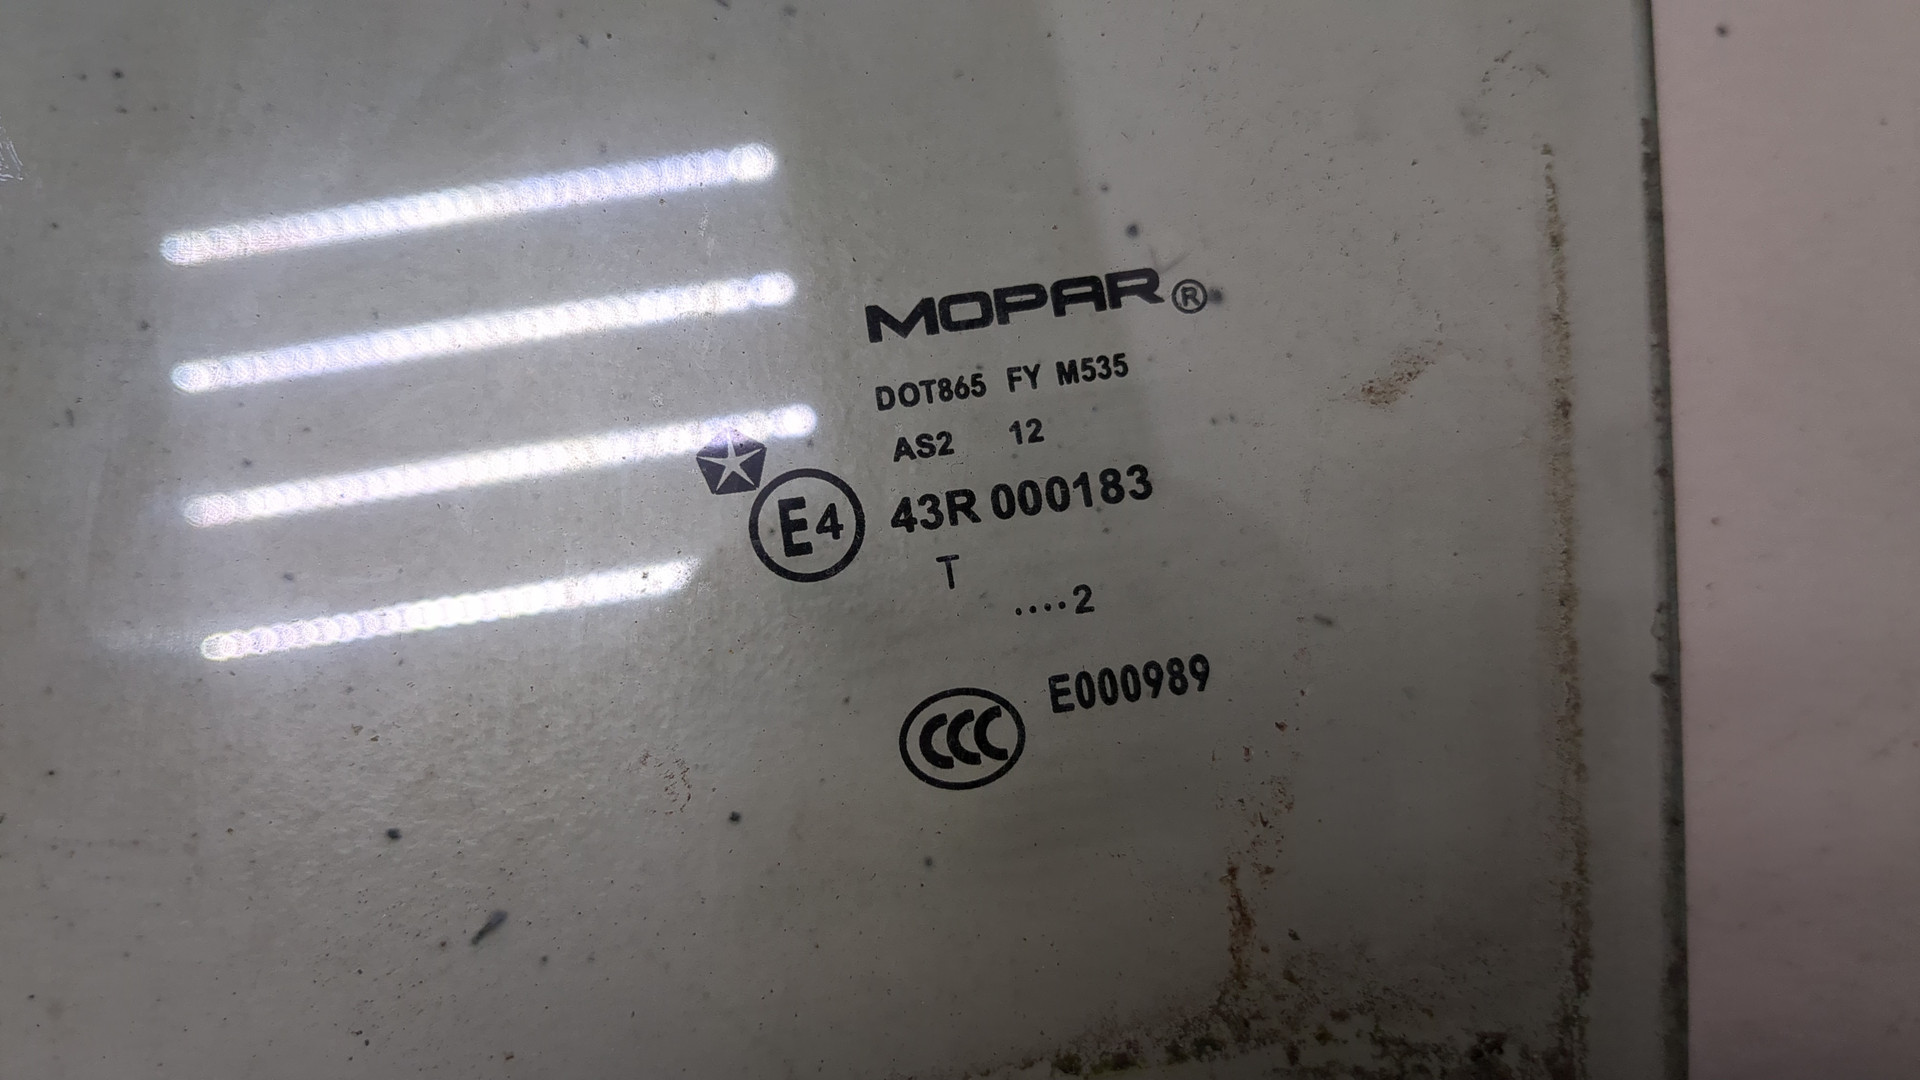 MOPAR®
DOT865 FY M535
AS2 12
E4 43R 000183
T
....2
CCC E000989